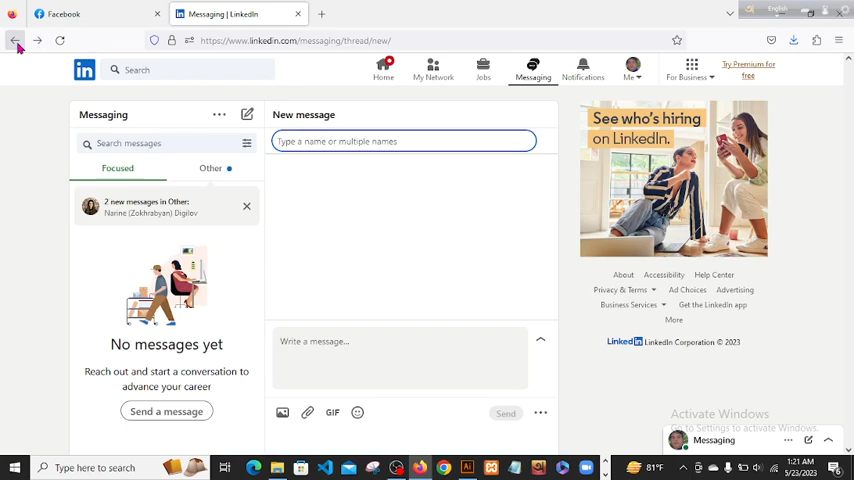 English
Facebook
Messaging | LinkedIn
https://www.linkedin.com/messaging/thread/new/
in
Search
Home
My Network
Jobs
Messaging
Notifications
Me
For Business
Try Premium for
free
Messaging
New message
Search messages
Type a name or multiple names
Focused
Other
2 new messages in Other:
Narine (Zokhrabyan) Digilov
No messages yet
Reach out and start a conversation to
advance your career
Send a message
Write a message...
GIF
Send
See who's hiring
on LinkedIn.
About Accessibility Help Center
Privacy & Terms Ad Choices Advertising
Business Services Get the LinkedIn app
More
LinkedIn LinkedIn Corporation © 2023
Activate Windows
Go to Settings to activate Windows.
Messaging
Type here to search
Ai
81°F
1:21 AM
5/23/2023
6